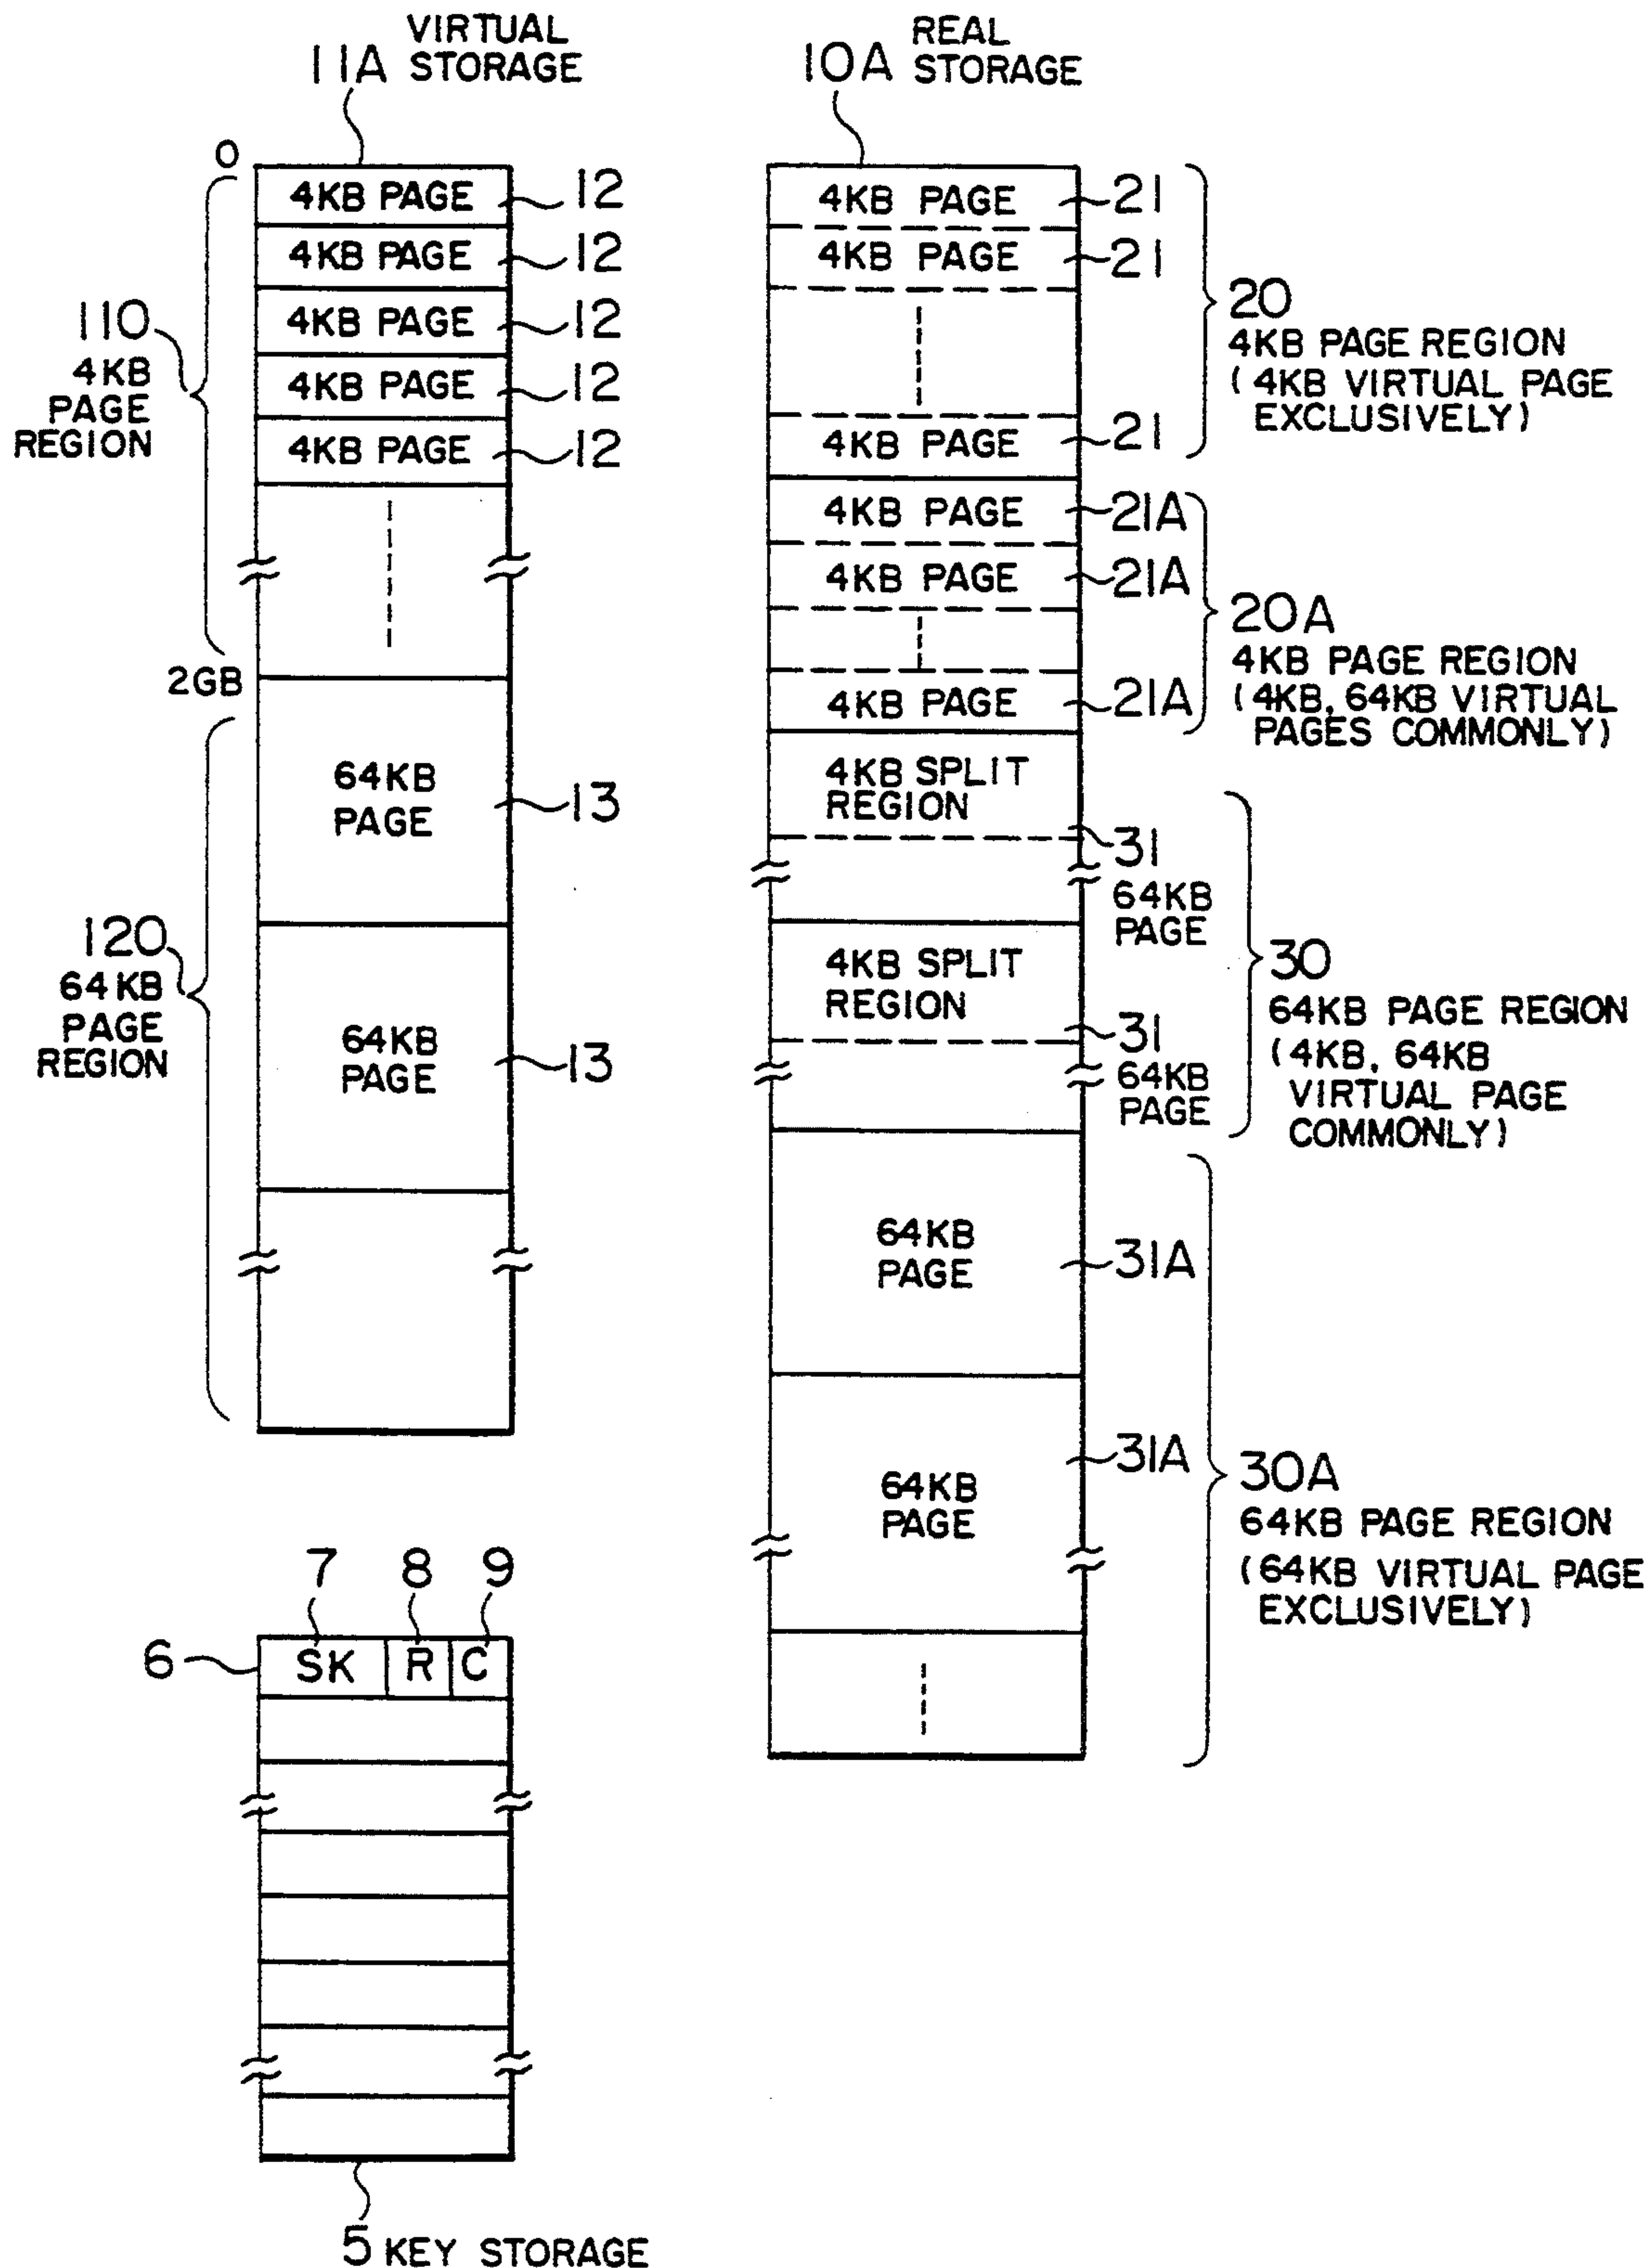 VIRTUAL
11A STORAGE
0
4KB PAGE 12
4KB PAGE 12
4KB PAGE 12
4KB PAGE 12
4KB PAGE 12
110
4KB
PAGE
REGION
2GB
64KB
PAGE
13
64KB
PAGE
13
120
64KB
PAGE
REGION
REAL
10A STORAGE
4KB PAGE 21
4KB PAGE 21
4KB PAGE 21
20
4KB PAGE REGION
(4KB VIRTUAL PAGE
EXCLUSIVELY)
4KB PAGE 21A
4KB PAGE 21A
4KB PAGE 21A
20A
4KB PAGE REGION
(4KB, 64KB VIRTUAL
PAGES COMMONLY)
4KB SPLIT
REGION
31
64KB
PAGE
4KB SPLIT
REGION
31
64KB
PAGE
30
64KB PAGE REGION
(4KB, 64KB
VIRTUAL PAGE
COMMONLY)
64KB
PAGE
31A
64KB
PAGE
31A
30A
64KB PAGE REGION
(64KB VIRTUAL PAGE
EXCLUSIVELY)
7 8 9
6 SK R C
5 KEY STORAGE